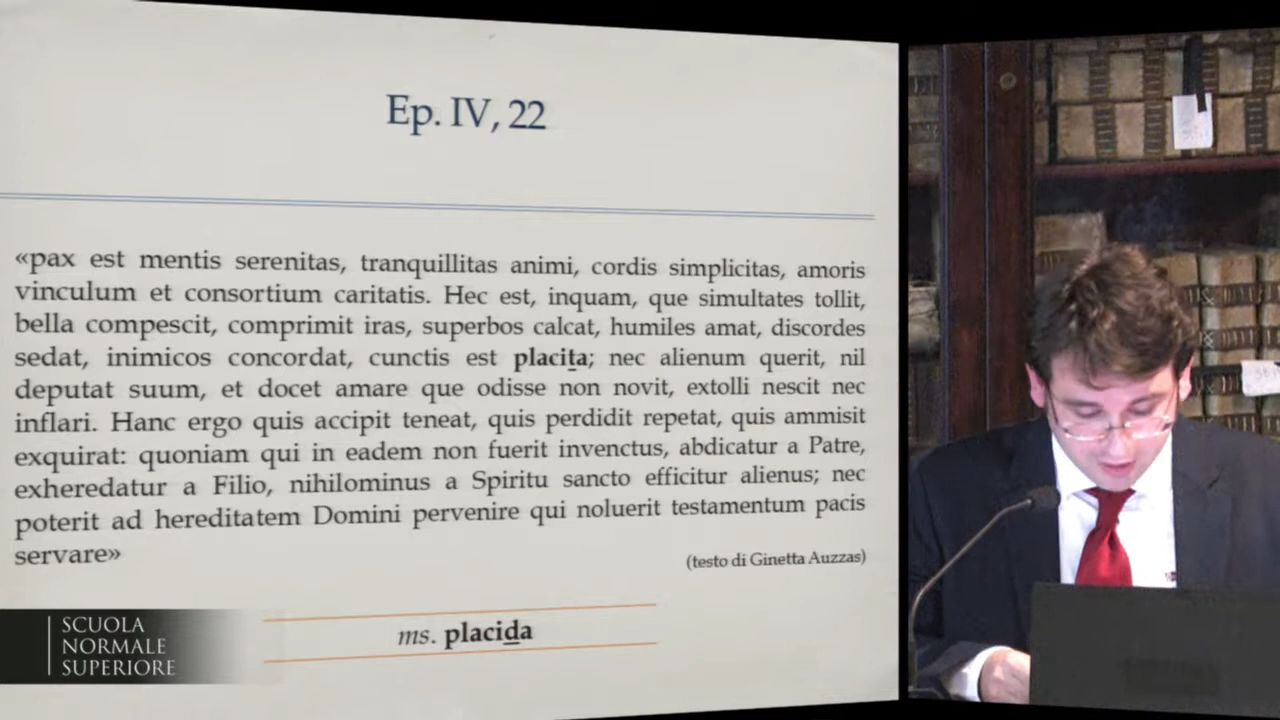 Ep. IV, 22
«pax est mentis serenitas, tranquillitas animi, cordis simplicitas, amoris
vinculum et consortium caritatis. Hec est, inquam, que simultates tollit,
bella compescit, comprimit iras, superbos calcat, humiles amat, discordes
sedat, inimicos concordat, cunctis est placita; nec alienum querit, nil
deputat suum, et docet amare que odisse non novit, extolli nescit nec
inflari. Hanc ergo quis accipit teneat, quis perdidit repetat, quis ammisit
exquirat: quoniam qui in eadem non fuerit invenctus, abdicatur a Patre,
exheredatur a Filio, nihilominus a Spiritu sancto efficitur alienus; nec
poterit ad hereditatem Domini pervenire qui noluerit testamentum pacis
servare»
(testo di Ginetta Auzzas)
ms. placida
SCUOLA
NORMALE
SUPERIORE